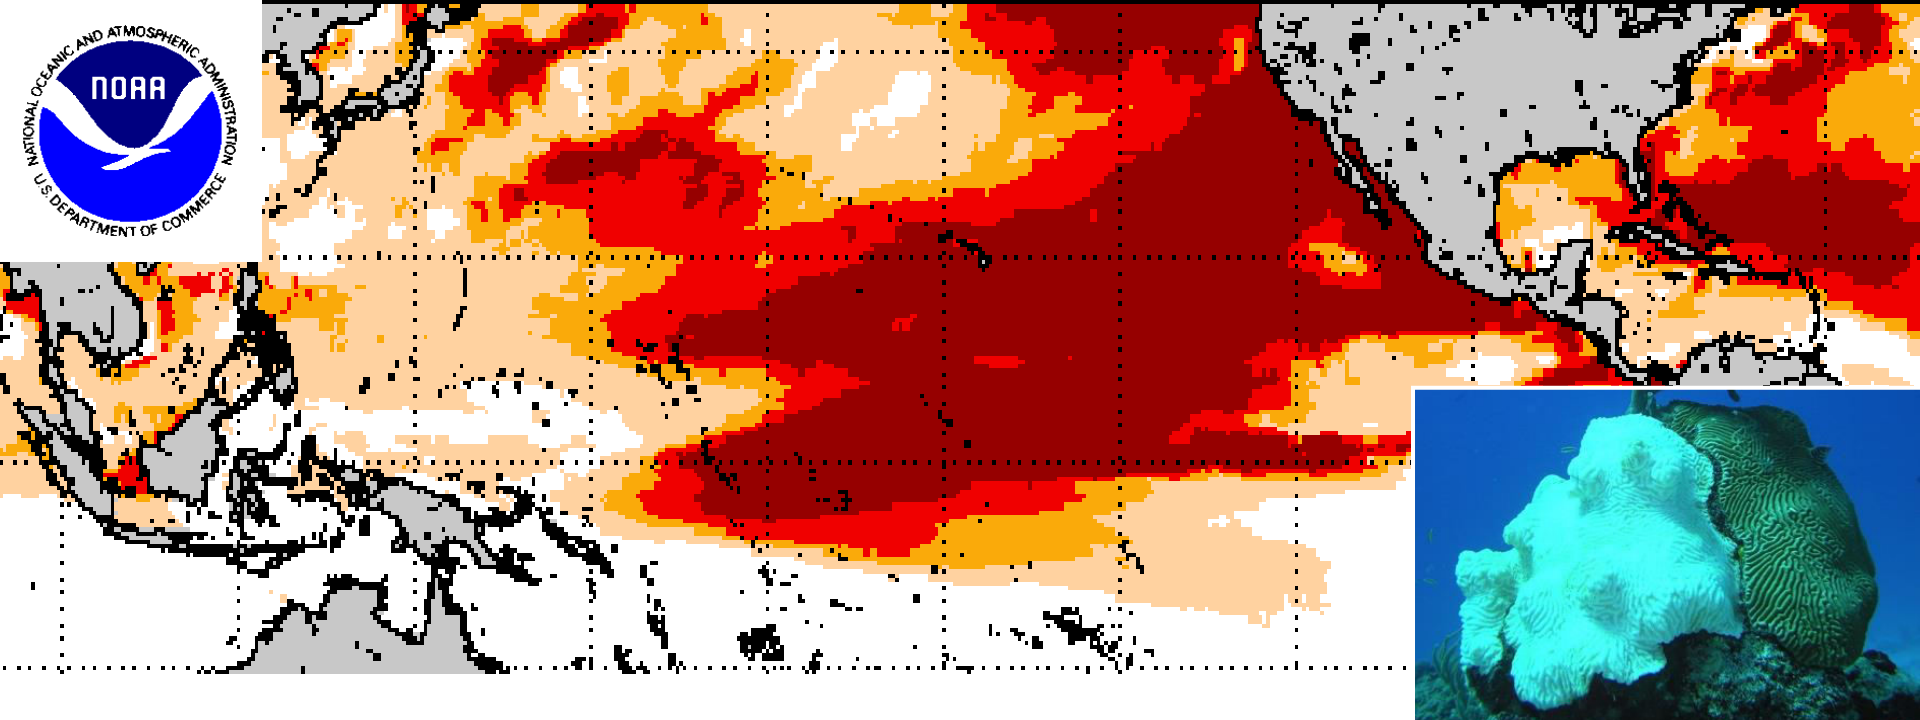 NATIONAL OCEANIC AND ATMOSPHERIC ADMINISTRATION
NOAA
U.S. DEPARTMENT OF COMMERCE